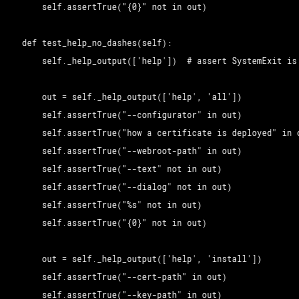 self.assertTrue("{0}" not in out)
def test_help_no_dashes(self):
self._help_output(['help'])  # assert SystemExit is
out = self._help_output(['help', 'all'])
self.assertTrue("--configurator" in out)
self.assertTrue("how a certificate is deployed" in
self.assertTrue("--webroot-path" in out)
self.assertTrue("--text" not in out)
self.assertTrue("--dialog" not in out)
self.assertTrue("%s" not in out)
self.assertTrue("{0}" not in out)
out = self._help_output(['help', 'install'])
self.assertTrue("--cert-path" in out)
self.assertTrue("--key-path" in out)